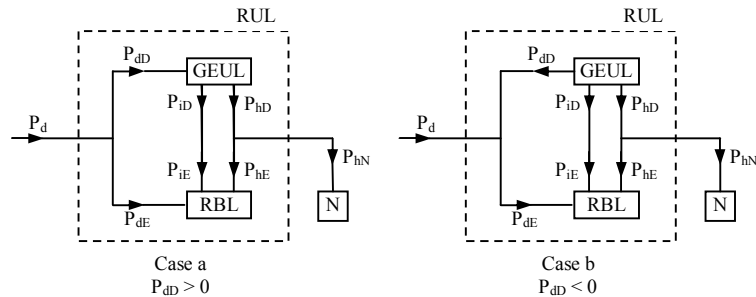 RUL
P_dD
GEUL
P_iD
P_hD
P_d
P_hN
P_iE
P_hE
RBL
N
P_dE
Case a
P_dD > 0
RUL
P_dD
GEUL
P_iD
P_hD
P_d
P_hN
P_iE
P_hE
RBL
N
P_dE
Case b
P_dD < 0